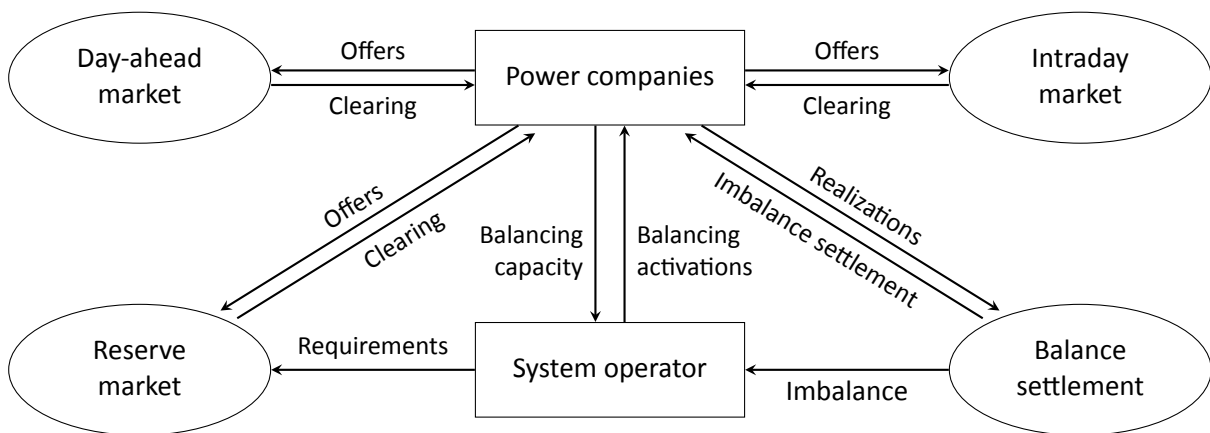 Day-ahead
market
Offers
Clearing
Power companies
Offers
Clearing
Intraday
market
Offers
Clearing
Balancing
capacity
Balancing
activations
Realizations
Imbalance settlement
Reserve
market
Requirements
System operator
Imbalance
Balance
settlement